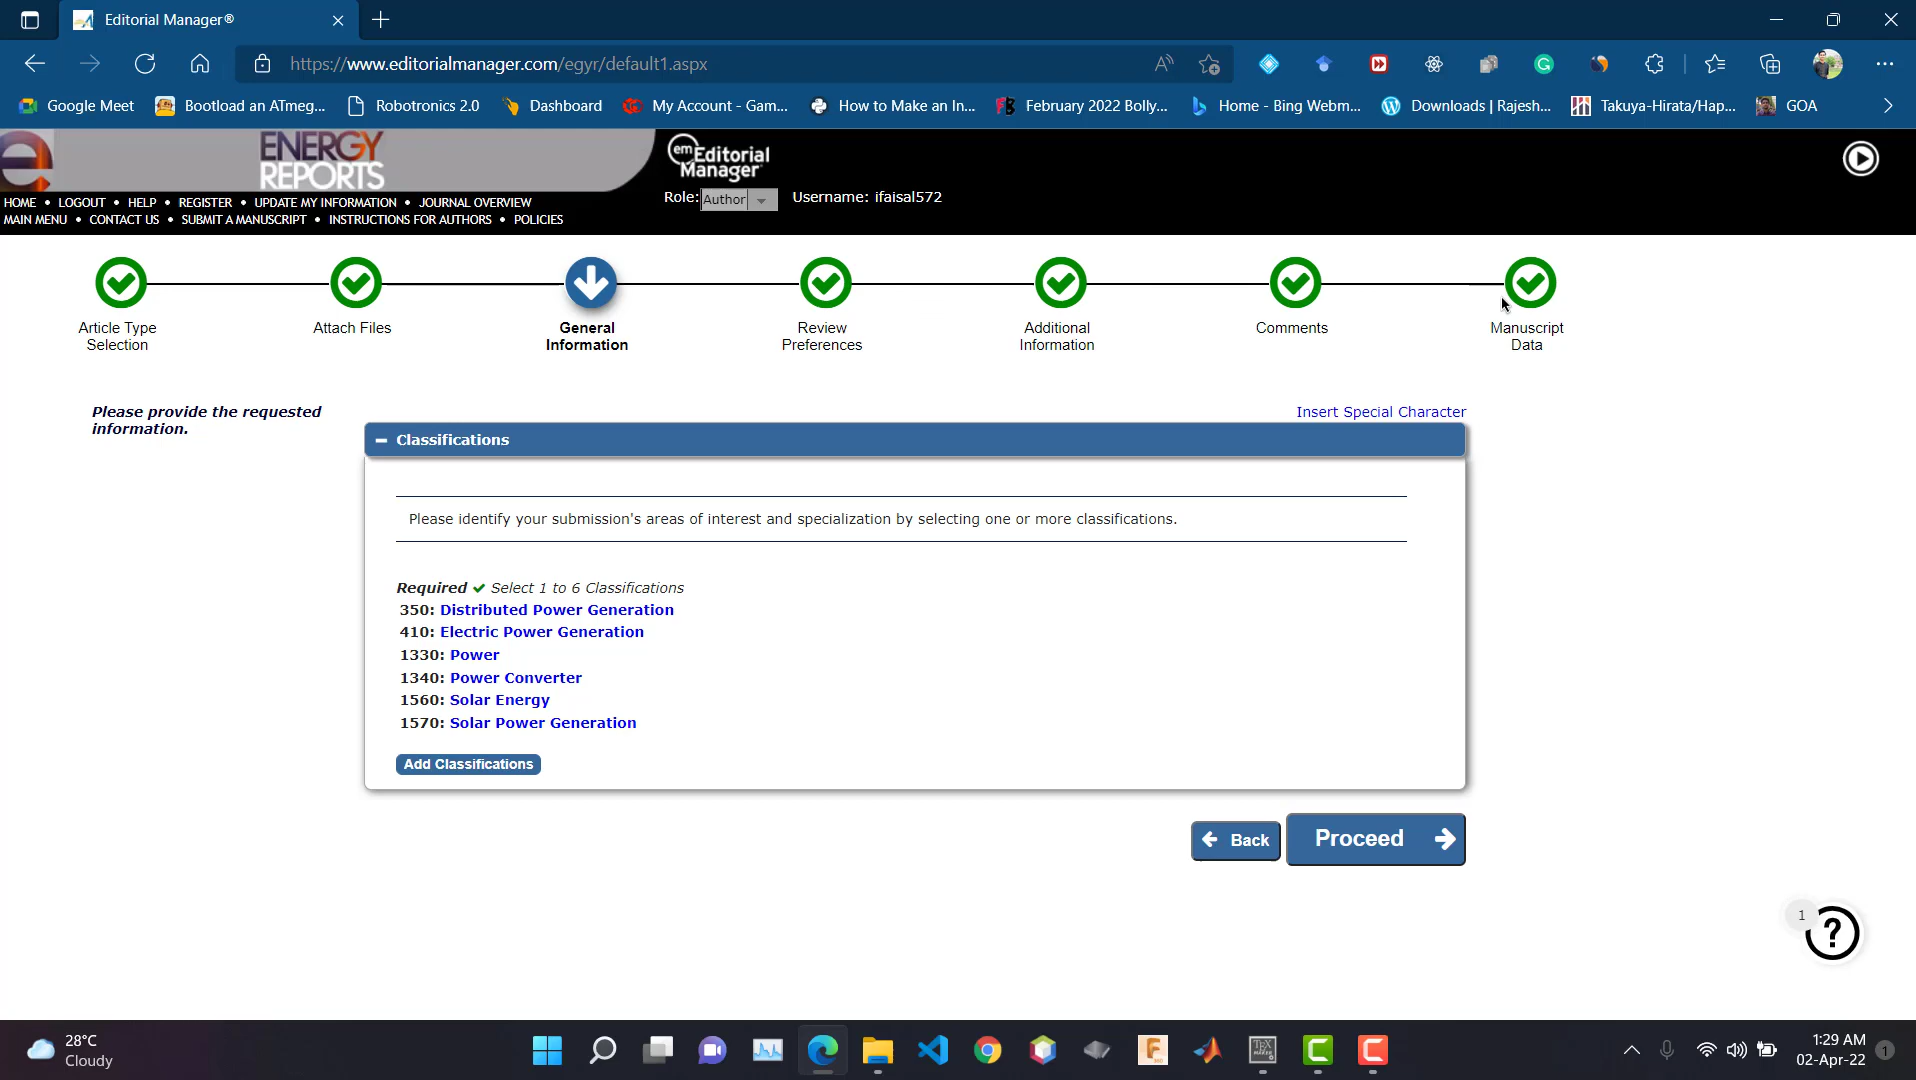 Editorial Manager®
https://www.editorialmanager.com/egyr/default1.aspx
Google Meet
Bootload an ATmeg...
Robotronics 2.0
Dashboard
My Account - Gam...
How to Make an In...
February 2022 Bolly...
Home - Bing Webm...
Downloads | Rajesh...
Takuya-Hirata/Hap...
GOA
ENERGY
REPORTS
em Editorial
Manager
Role: Author
Username: ifaisal572
HOME • LOGOUT • HELP • REGISTER • UPDATE MY INFORMATION • JOURNAL OVERVIEW
MAIN MENU • CONTACT US • SUBMIT A MANUSCRIPT • INSTRUCTIONS FOR AUTHORS • POLICIES
Article Type
Selection
Attach Files
General
Information
Review
Preferences
Additional
Information
Comments
Manuscript
Data
Please provide the requested
information.
Insert Special Character
Classifications
Please identify your submission's areas of interest and specialization by selecting one or more classifications.
Required Select 1 to 6 Classifications
350: Distributed Power Generation
410: Electric Power Generation
1330: Power
1340: Power Converter
1560: Solar Energy
1570: Solar Power Generation
Add Classifications
Back
Proceed
1
?
28°C
Cloudy
1:29 AM
02-Apr-22
1